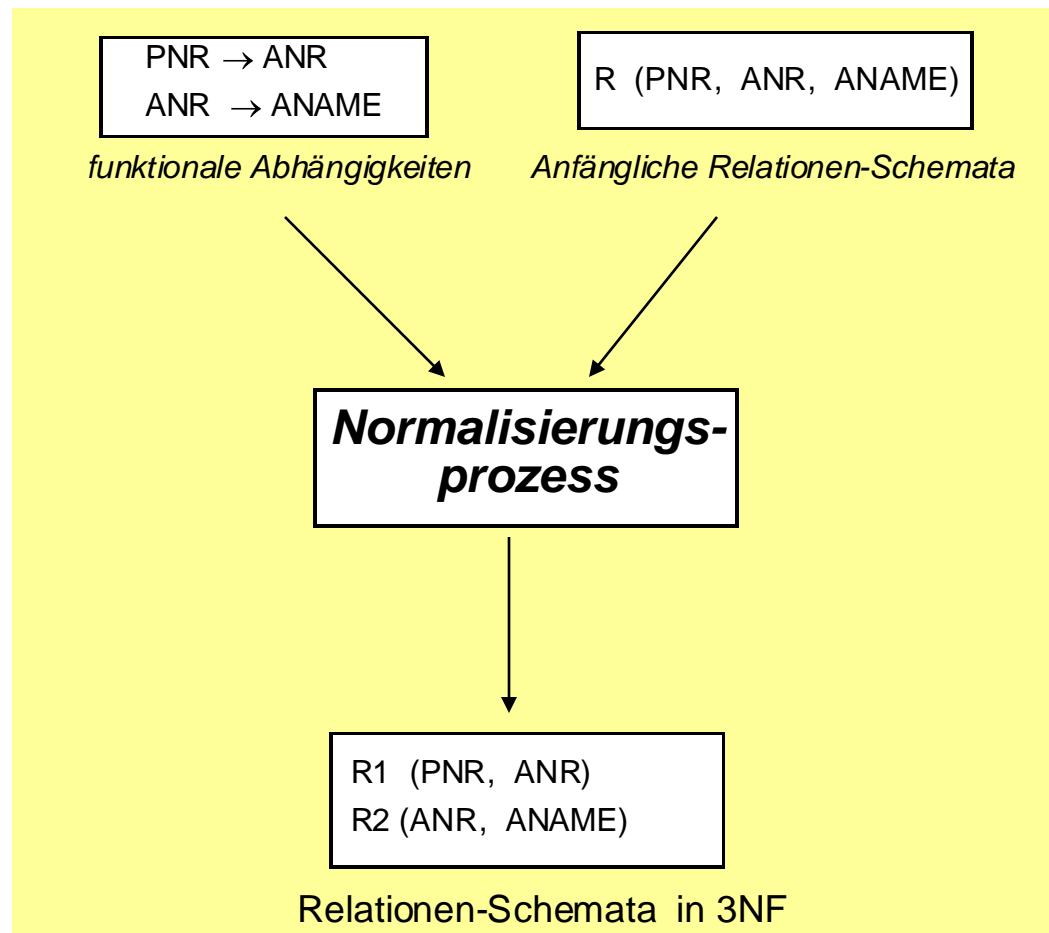 PNR → ANR
ANR → ANAME
funktionale Abhängigkeiten
R (PNR, ANR, ANAME)
Anfängliche Relationen-Schemata
Normalisierungs-
prozess
R1 (PNR, ANR)
R2 (ANR, ANAME)
Relationen-Schemata in 3NF